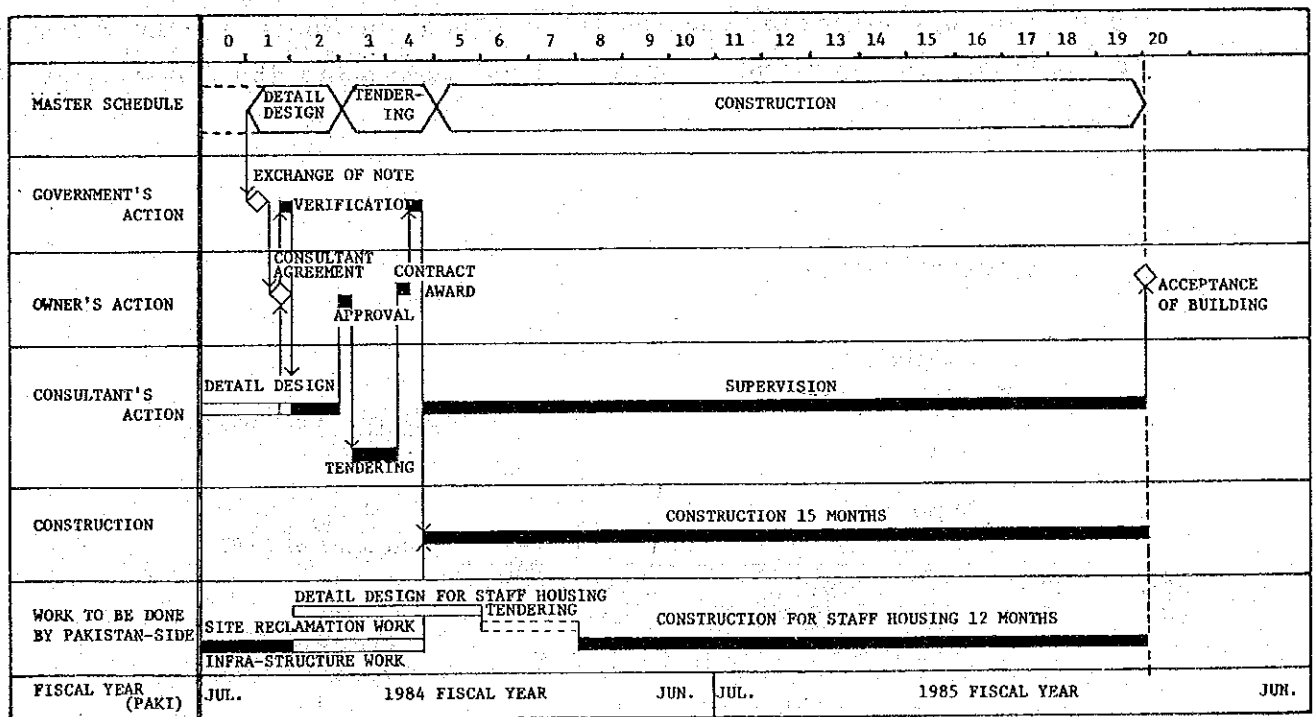 0 1 2 3 4 5 6 7 8 9 10 11 12 13 14 15 16 17 18 19 20
MASTER SCHEDULE
DETAIL
DESIGN
TENDER-
ING
CONSTRUCTION
GOVERNMENT'S
ACTION
EXCHANGE OF NOTE
VERIFICATION
OWNER'S ACTION
CONSULTANT
AGREEMENT
CONTRACT
AWARD
APPROVAL
ACCEPTANCE
OF BUILDING
CONSULTANT'S
ACTION
DETAIL DESIGN
SUPERVISION
TENDERING
CONSTRUCTION
CONSTRUCTION 15 MONTHS
WORK TO BE DONE
BY PAKISTAN-SIDE
DETAIL DESIGN FOR STAFF HOUSING
TENDERING
SITE RECLAMATION WORK
CONSTRUCTION FOR STAFF HOUSING 12 MONTHS
INFRA-STRUCTURE WORK
FISCAL YEAR
(PAKI)
JUL. 1984 FISCAL YEAR JUN. JUL. 1985 FISCAL YEAR JUN.